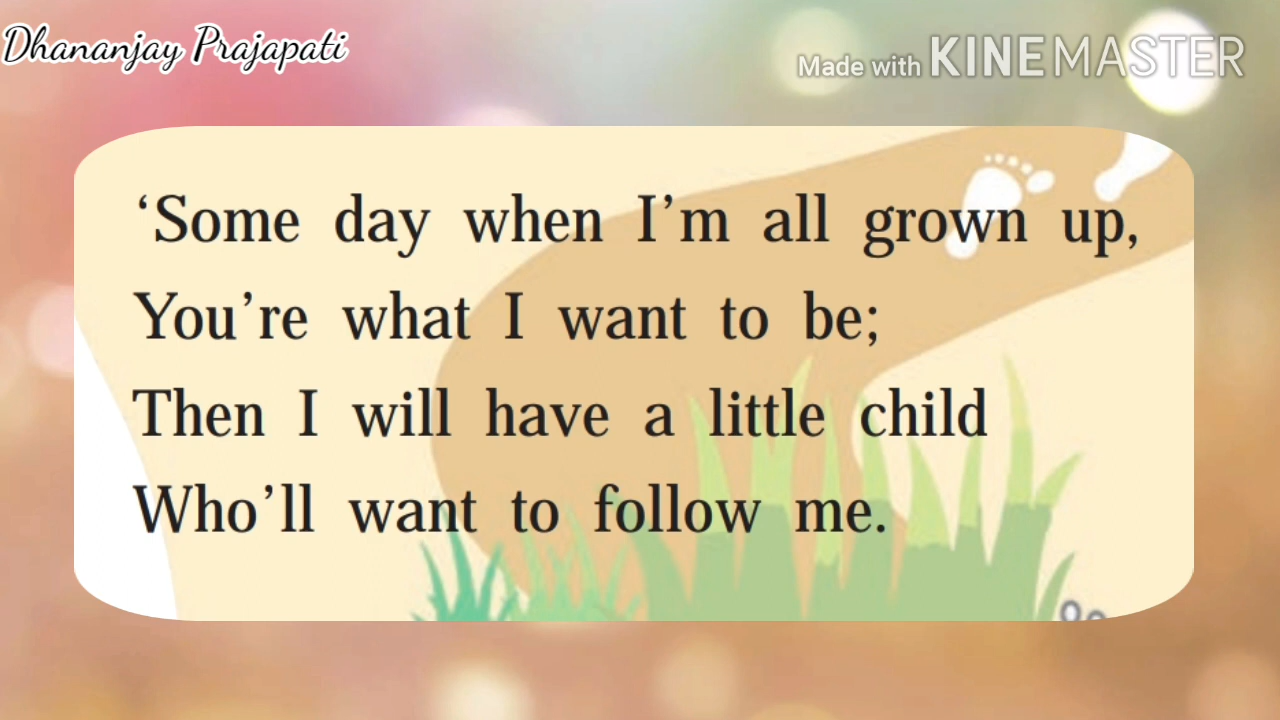 Dhananjay Prajapati
Made with KINEMASTER
‘Some day when I’m all grown up,
You’re what I want to be;
Then I will have a little child
Who’ll want to follow me.